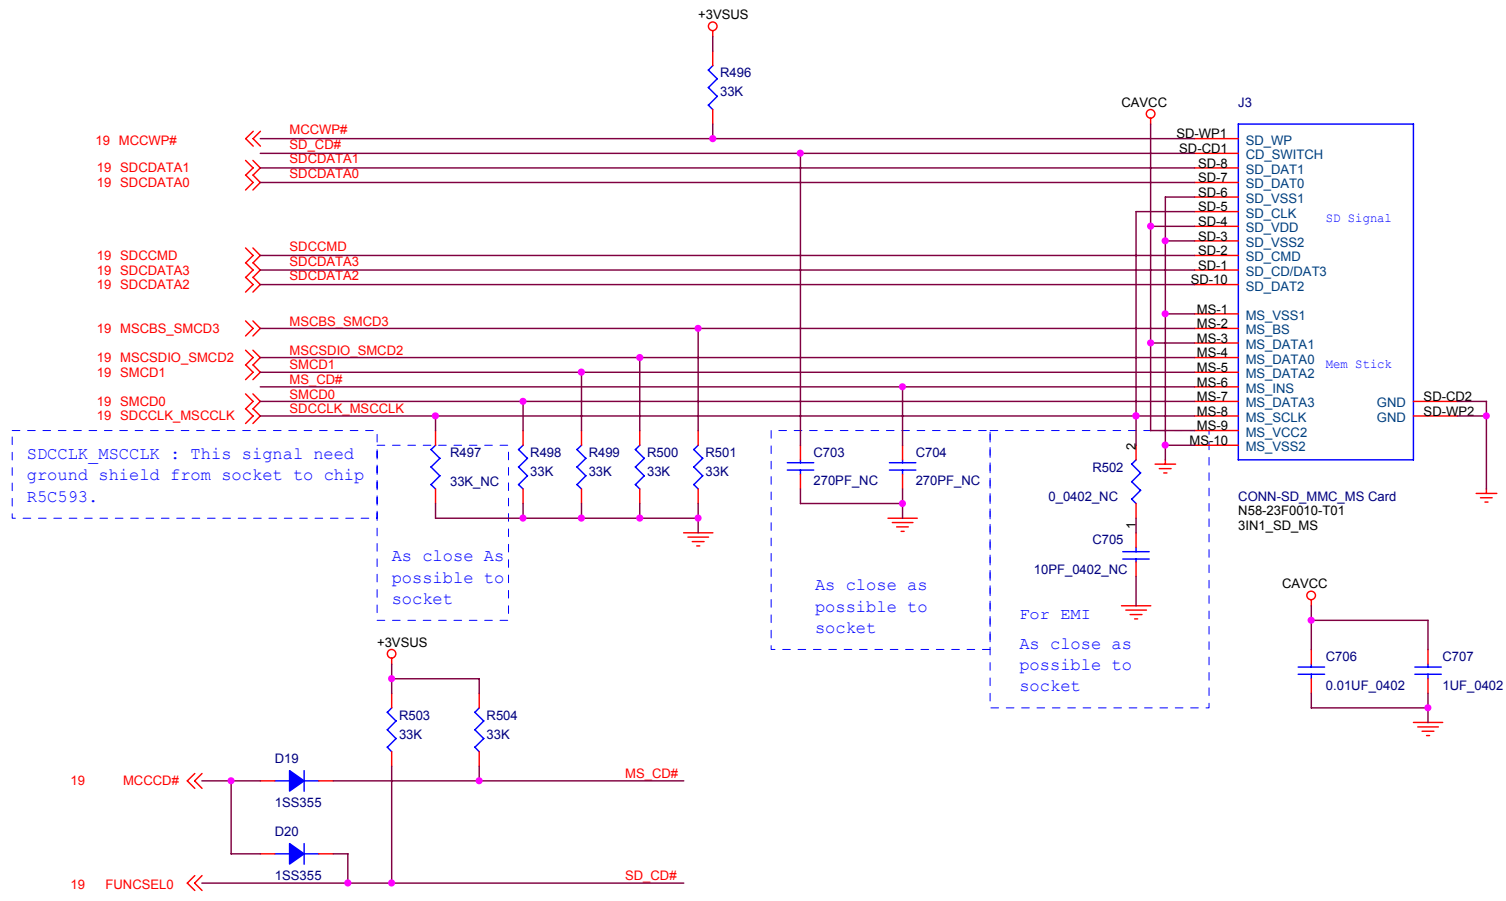 +3VSUS
R496
33K
CAVCC
J3
19 MCCWP#
MCCWP#
SD-WP1
SD_WP
SD_CD#
SD-CD1
CD_SWITCH
19 SDCDATA1
SDCDATA1
SD-8
SD_DAT1
19 SDCDATA0
SDCDATA0
SD-7
SD_DAT0
SD-6
SD_VSS1
SD-5
SD_CLK
SD Signal
SD-4
SD_VDD
SD-3
SD_VSS2
19 SDCCMD
SDCCMD
SD-2
SD_CMD
19 SDCDATA3
SDCDATA3
SD-1
SD_CD/DAT3
19 SDCDATA2
SDCDATA2
SD-10
SD_DAT2
MS-1
MS_VSS1
19 MSCBS_SMCD3
MSCBS_SMCD3
MS-2
MS_BS
MS-3
MS_DATA1
19 MSCSDIO_SMCD2
MSCSDIO_SMCD2
MS-4
MS_DATA0
Mem Stick
19 SMCD1
SMCD1
MS-5
MS_DATA2
MS_CD#
MS-6
MS_INS
19 SMCD0
SMCD0
MS-7
MS_DATA3
GND
SD-CD2
19 SDCCLK_MSCCLK
SDCCLK_MSCCLK
MS-8
MS_SCLK
GND
SD-WP2
MS-9
MS_VCC2
MS-10
MS_VSS2
SDCCLK_MSCCLK : This signal need
ground shield from socket to chip
R5C593.
R497
33K_NC
R498
33K
R499
33K
R500
33K
R501
33K
C703
270PF_NC
C704
270PF_NC
2
R502
0_0402_NC
1
C705
10PF_0402_NC
CONN-SD_MMC_MS Card
N58-23F0010-T01
3IN1_SD_MS
As close As
possible to
socket
As close as
possible to
socket
For EMI
As close as
possible to
socket
CAVCC
C706
0.01UF_0402
C707
1UF_0402
+3VSUS
R503
33K
R504
33K
D19
1SS355
19 MCCCD#
MS_CD#
D20
1SS355
19 FUNCSEL0
SD_CD#